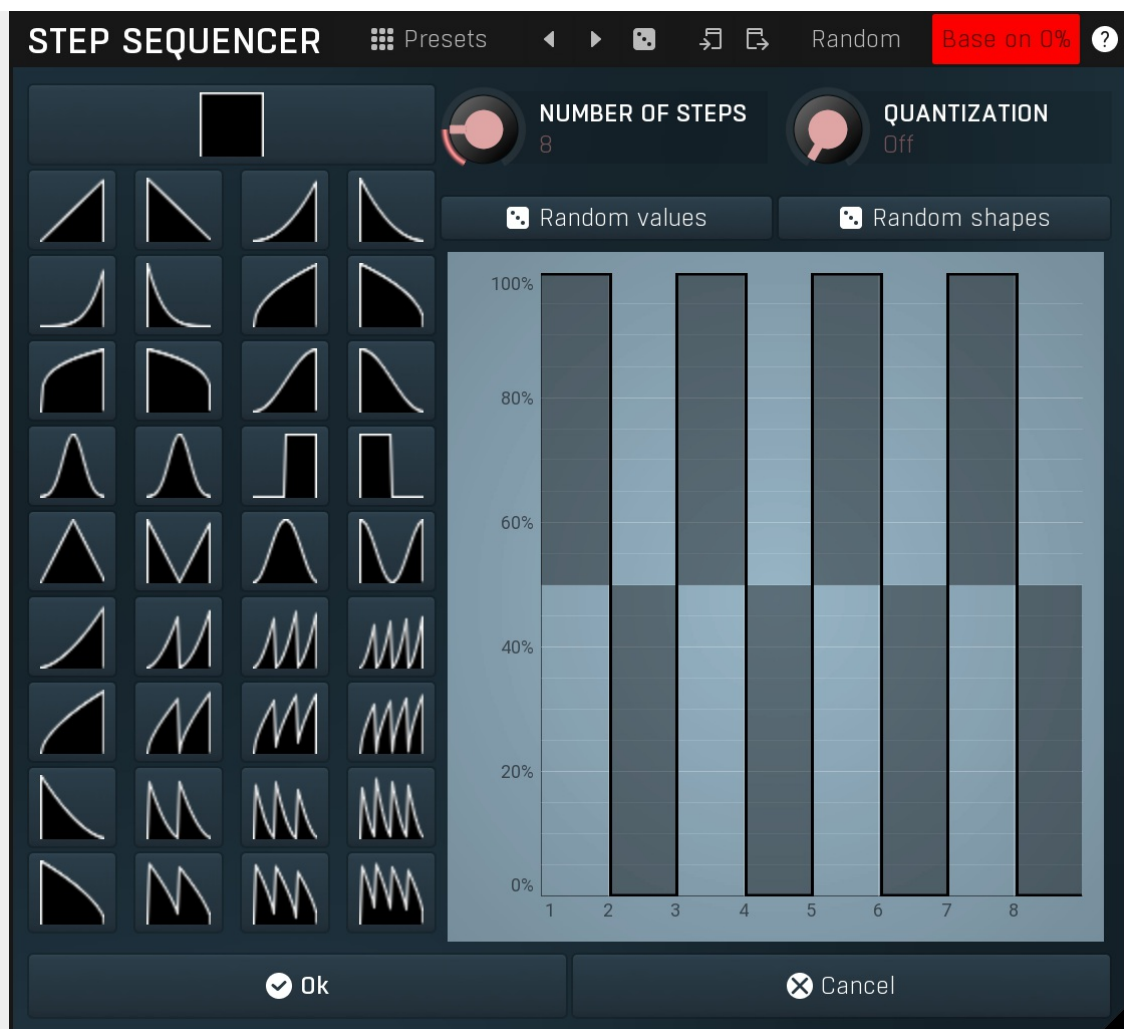 STEP SEQUENCER Presets Random Base on 0% ?
NUMBER OF STEPS QUANTIZATION
8 Off
Random values Random shapes
100%
80%
60%
40%
20%
0%
1 2 3 4 5 6 7 8
Ok Cancel